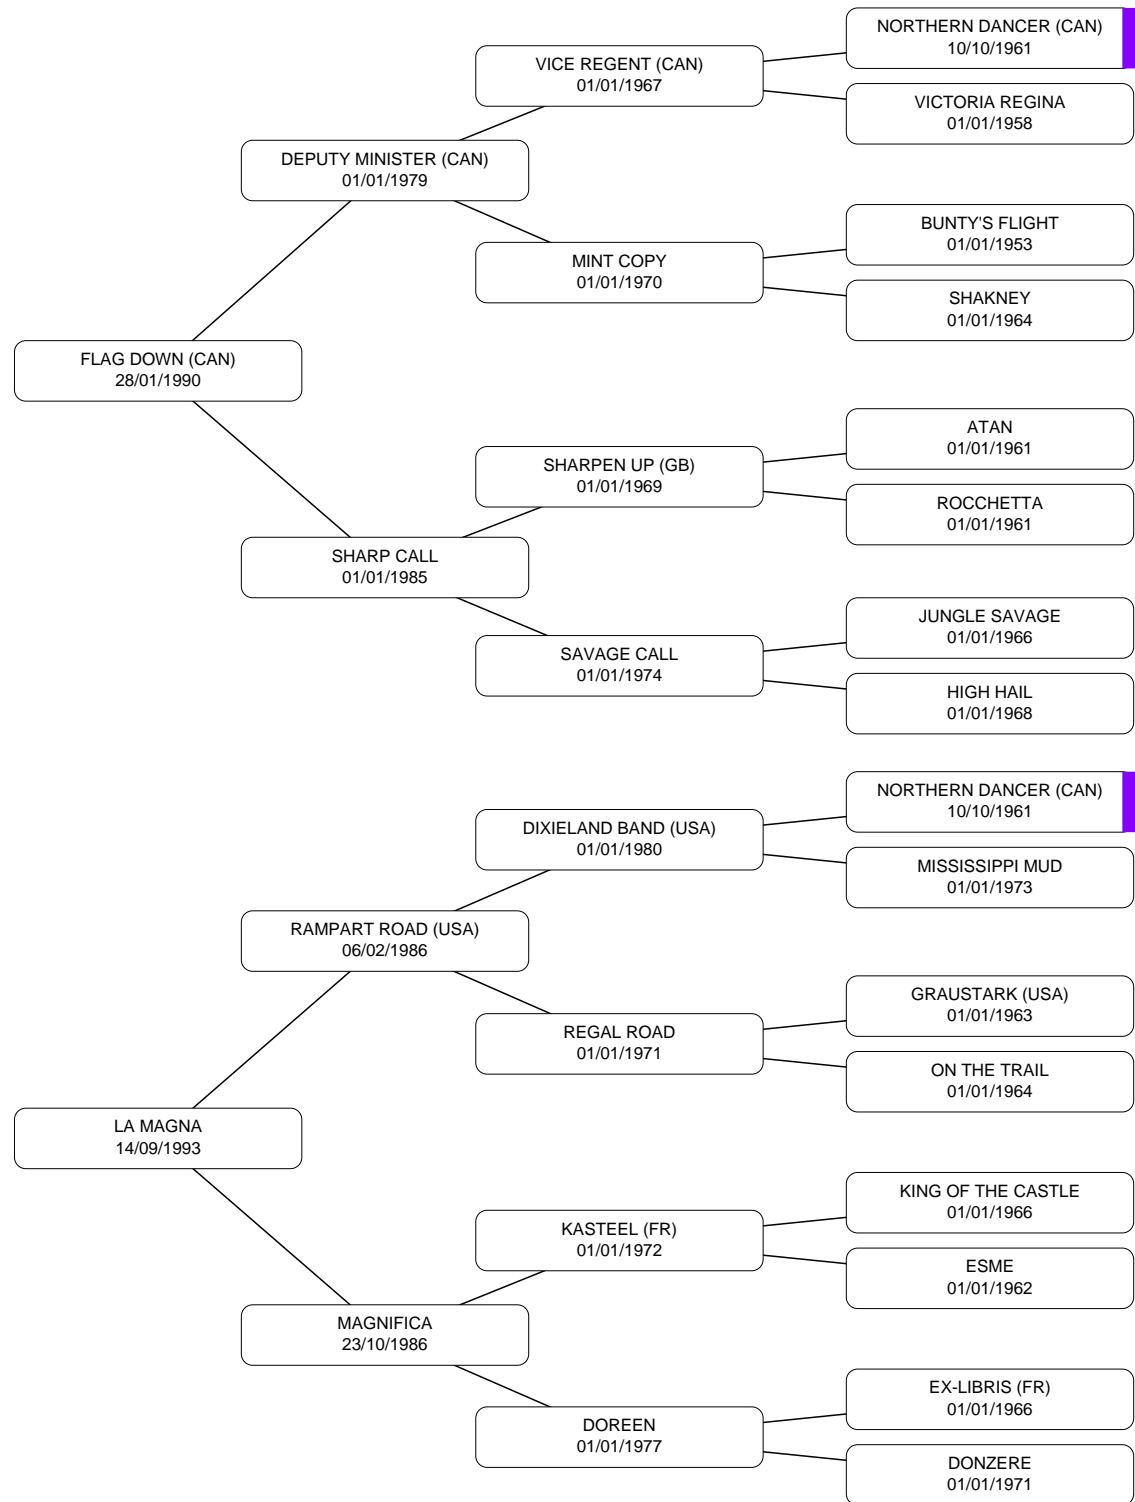 NORTHERN DANCER (CAN)
10/10/1961
VICE REGENT (CAN)
01/01/1967
VICTORIA REGINA
01/01/1958
DEPUTY MINISTER (CAN)
01/01/1979
BUNTY'S FLIGHT
01/01/1953
MINT COPY
01/01/1970
SHAKNEY
01/01/1964
FLAG DOWN (CAN)
28/01/1990
ATAN
01/01/1961
SHARPEN UP (GB)
01/01/1969
ROCCHETTA
01/01/1961
SHARP CALL
01/01/1985
JUNGLE SAVAGE
01/01/1966
SAVAGE CALL
01/01/1974
HIGH HAIL
01/01/1968
NORTHERN DANCER (CAN)
10/10/1961
DIXIELAND BAND (USA)
01/01/1980
MISSISSIPPI MUD
01/01/1973
RAMPART ROAD (USA)
06/02/1986
GRAUSTARK (USA)
01/01/1963
REGAL ROAD
01/01/1971
ON THE TRAIL
01/01/1964
LA MAGNA
14/09/1993
KING OF THE CASTLE
01/01/1966
KASTEEL (FR)
01/01/1972
ESME
01/01/1962
MAGNIFICA
23/10/1986
EX-LIBRIS (FR)
01/01/1966
DOREEN
01/01/1977
DONZERE
01/01/1971